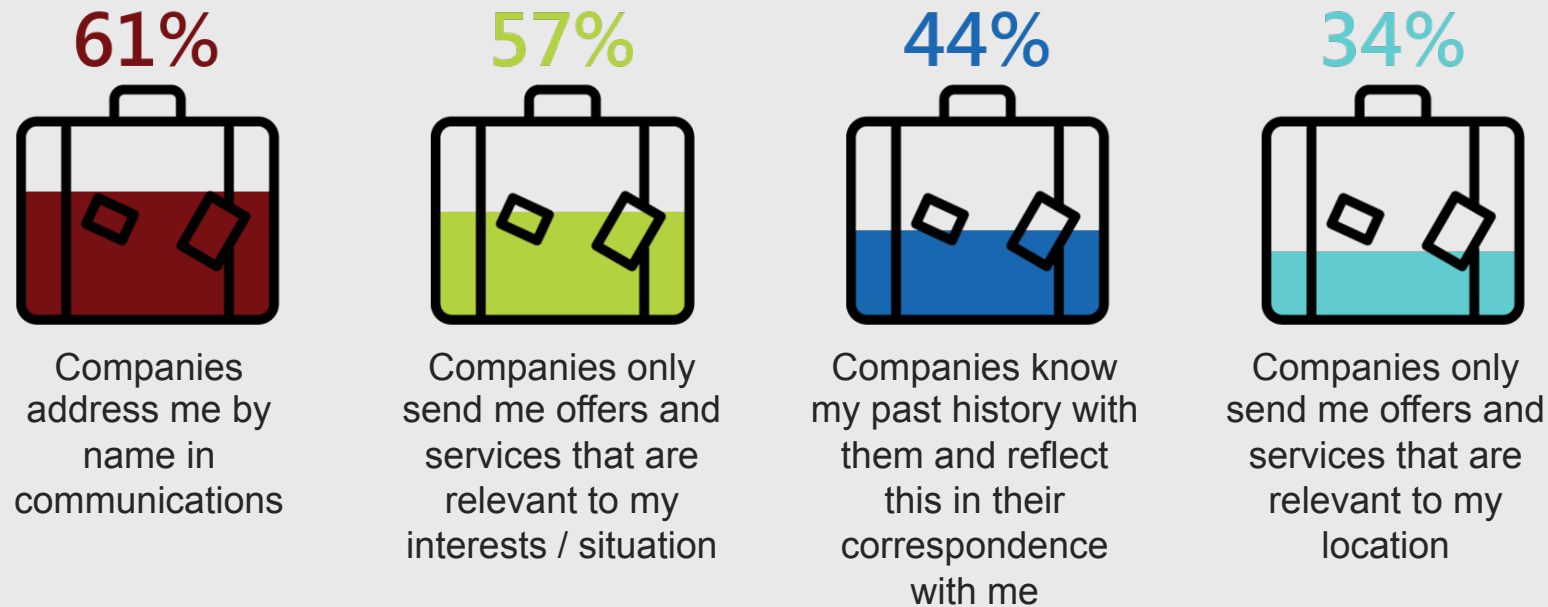 61%
Companies
address me by
name in
communications
57%
Companies only
send me offers and
services that are
relevant to my
interests / situation
44%
Companies know
my past history with
them and reflect
this in their
correspondence
with me
34%
Companies only
send me offers and
services that are
relevant to my
location